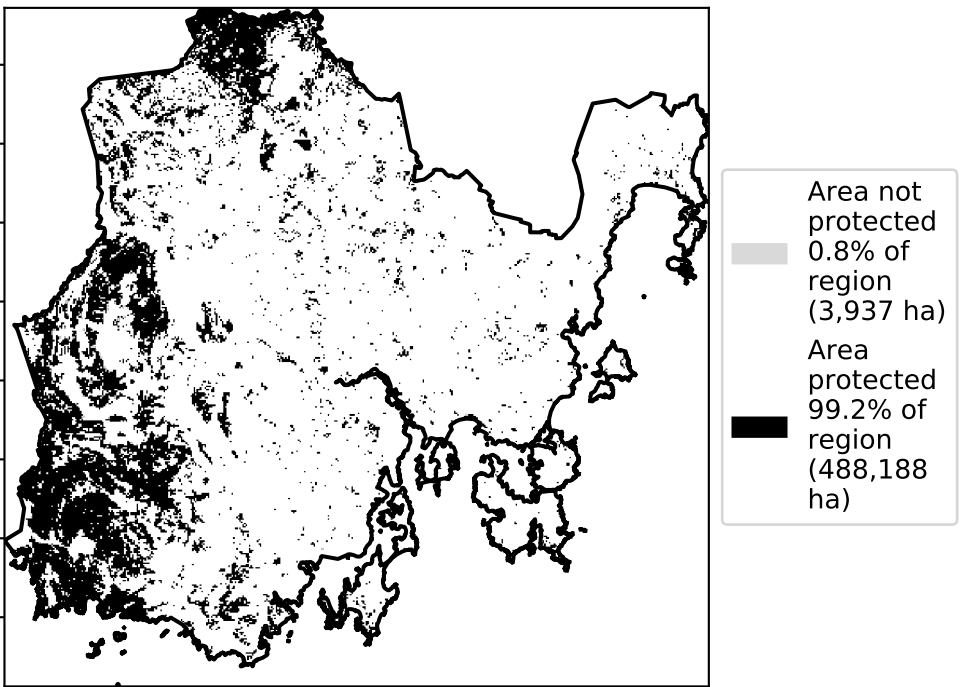 Area not
protected
0.8% of
region
(3,937 ha)
Area
protected
99.2% of
region
(488,188
ha)